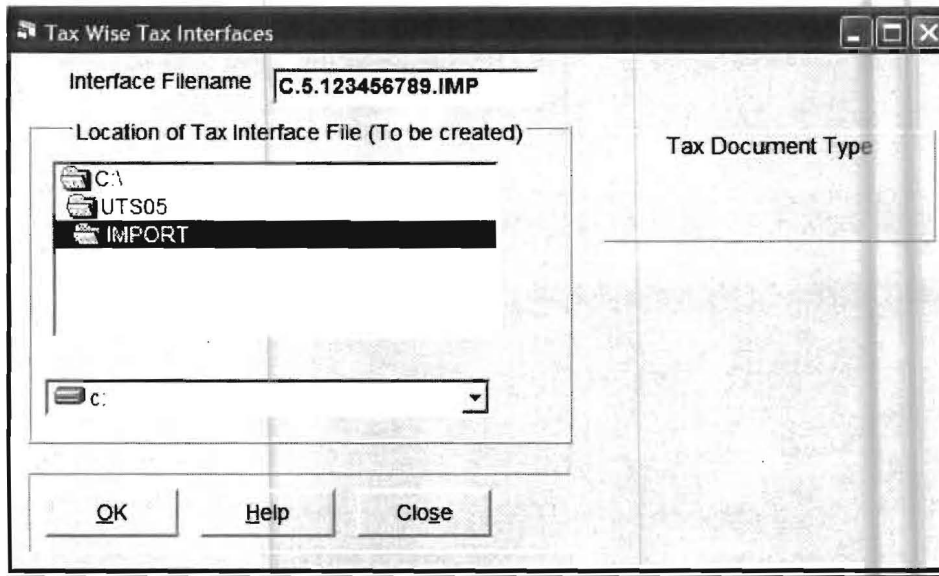 Tax Wise Tax Interfaces
Interface Filename C.5.123456789.IMP
Location of Tax Interface File (To be created)
Tax Document Type
C:\
UTS05
IMPORT
c:
OK Help Close